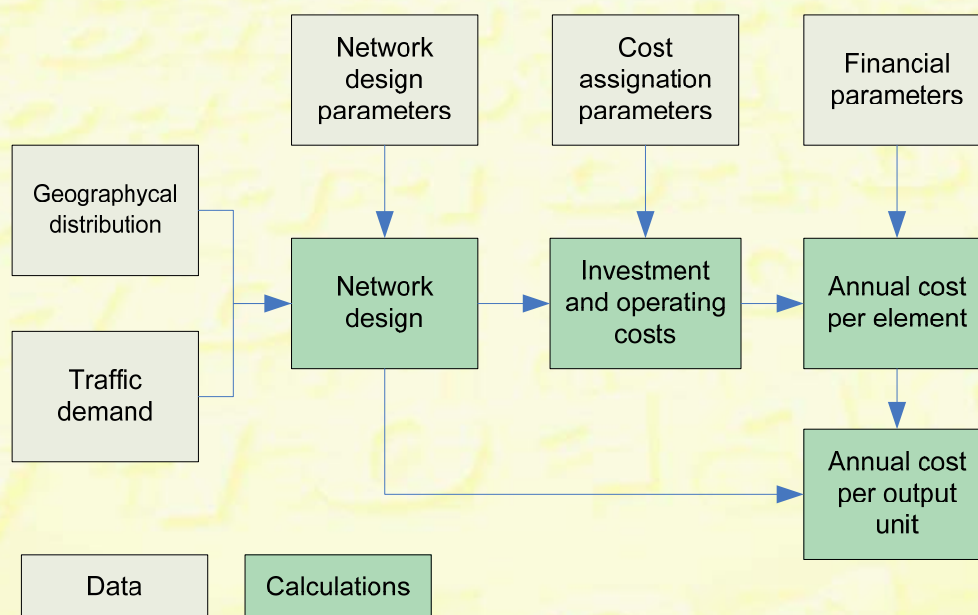 Network
design
parameters
Cost
assignation
parameters
Financial
parameters
Geographycal
distribution
Network
design
Investment
and operating
costs
Annual cost
per element
Traffic
demand
Annual cost
per output
unit
Data
Calculations